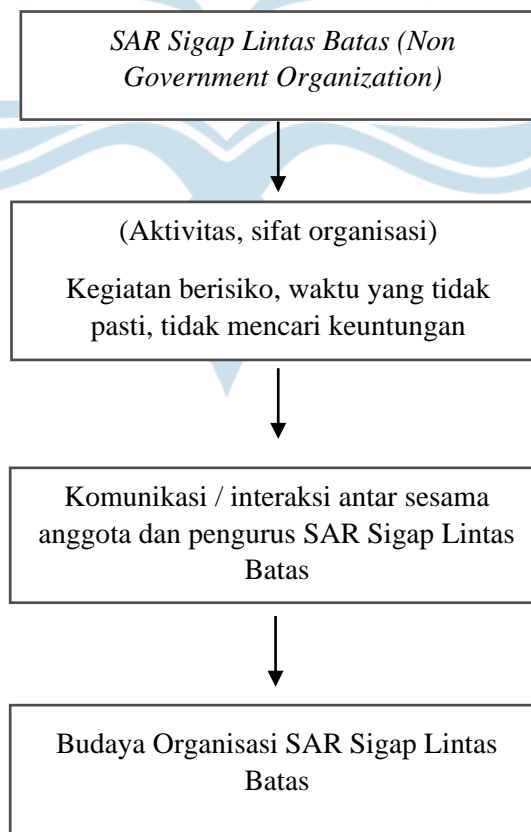 SAR Sigap Lintas Batas (Non
Government Organization)
(Aktivitas, sifat organisasi)
Kegiatan berisiko, waktu yang tidak
pasti, tidak mencari keuntungan
Komunikasi / interaksi antar sesama
anggota dan pengurus SAR Sigap Lintas
Batas
Budaya Organisasi SAR Sigap Lintas
Batas